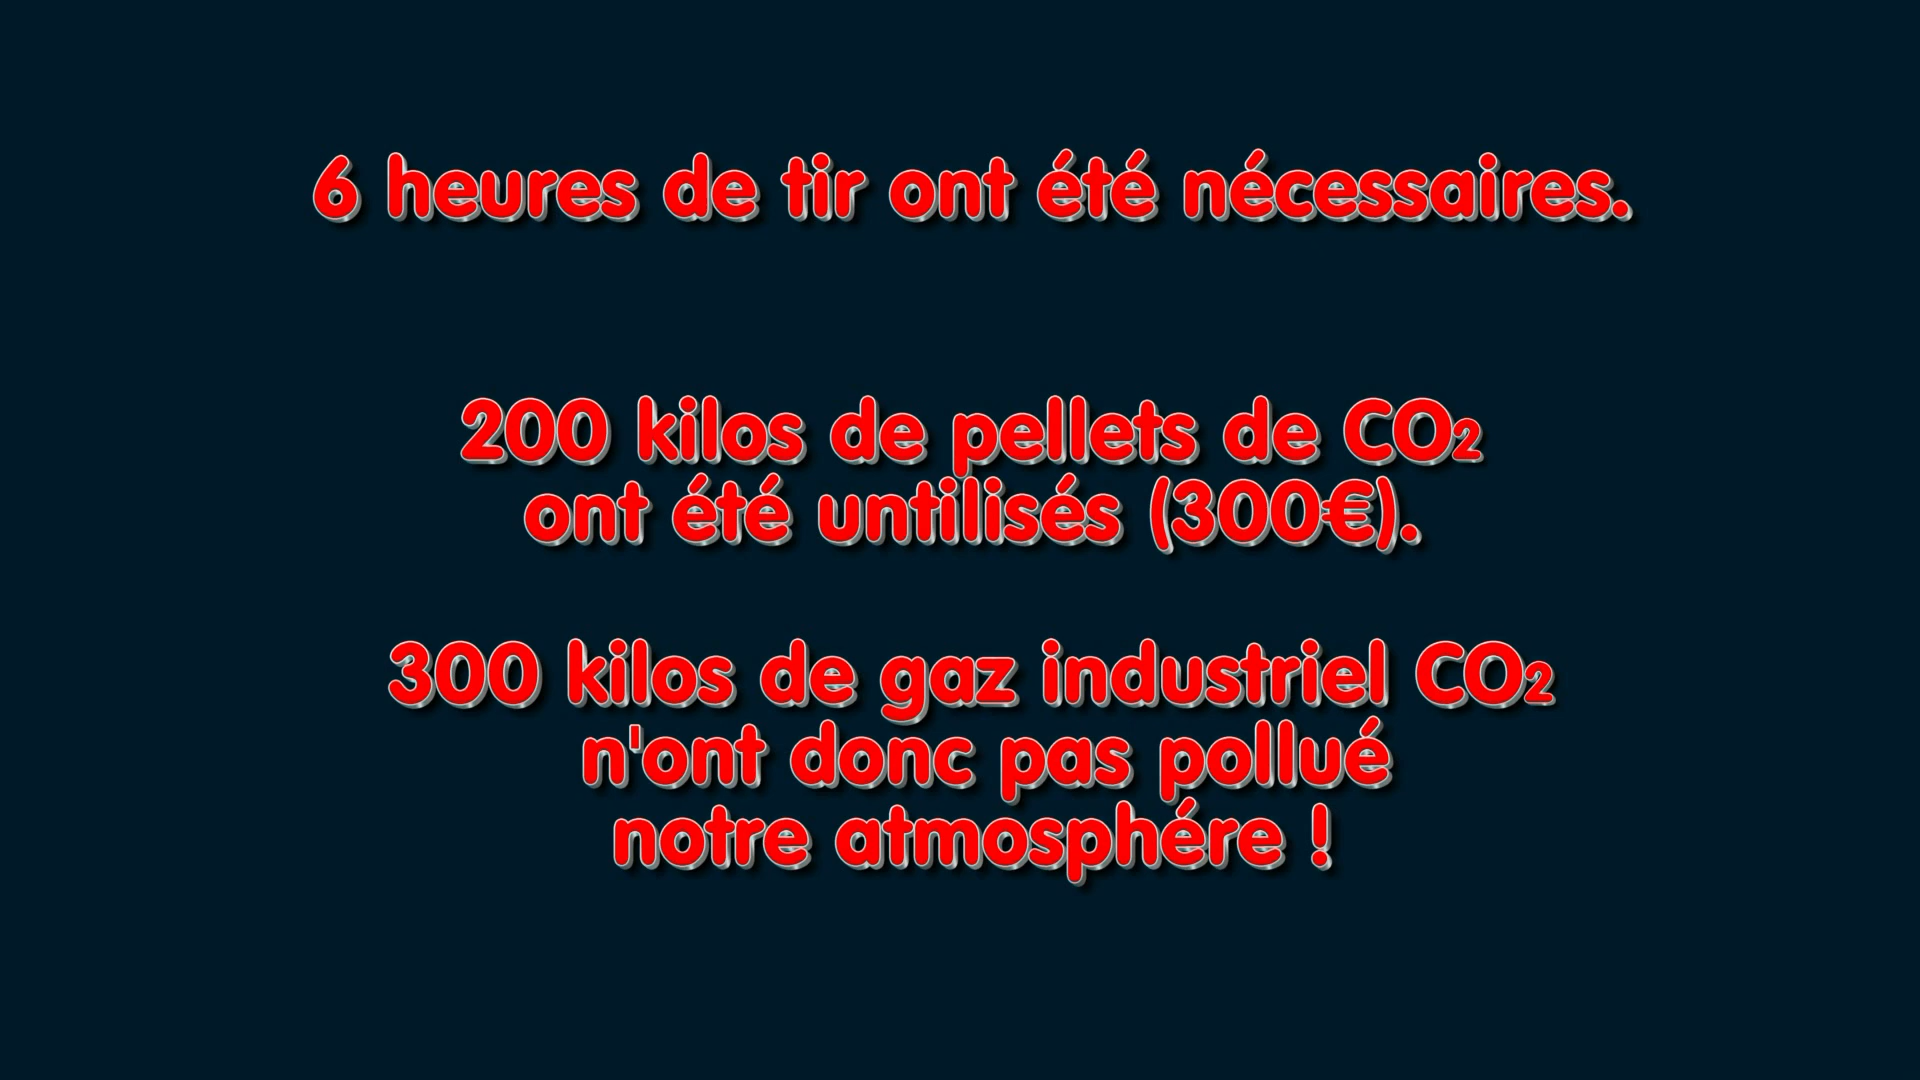 6 heures de tir ont été nécessaires.
200 kilos de pellets de CO₂
ont été untilisés (300€).
300 kilos de gaz industriel CO₂
n'ont donc pas pollué
notre atmosphére !